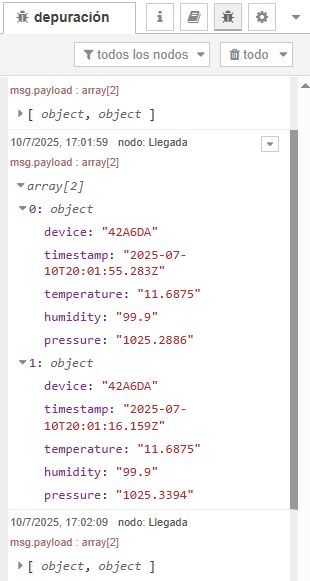 depuración
todos los nodos
todo
msg.payload : array[2]
[ object, object ]
10/7/2025, 17:01:59 nodo: Llegada
msg.payload : array[2]
array[2]
0: object
device: "42A6DA"
timestamp: "2025-07-
10T20:01:55.283Z"
temperature: "11.6875"
humidity: "99.9"
pressure: "1025.2886"
1: object
device: "42A6DA"
timestamp: "2025-07-
10T20:01:16.159Z"
temperature: "11.6875"
humidity: "99.9"
pressure: "1025.3394"
10/7/2025, 17:02:09 nodo: Llegada
msg.payload : array[2]
[ object, object ]